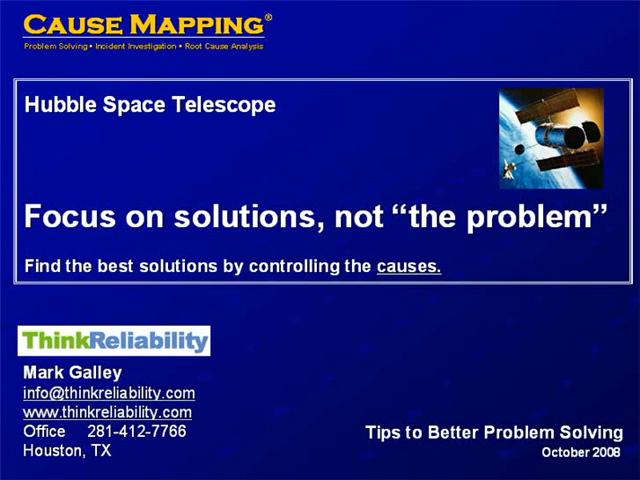 CAUSE MAPPING®
Problem Solving • Incident Investigation • Root Cause Analysis
Hubble Space Telescope
Focus on solutions, not “the problem”
Find the best solutions by controlling the causes.
ThinkReliability
Mark Galley
info@thinkreliability.com
www.thinkreliability.com
Office 281-412-7766
Houston, TX
Tips to Better Problem Solving
October 2008